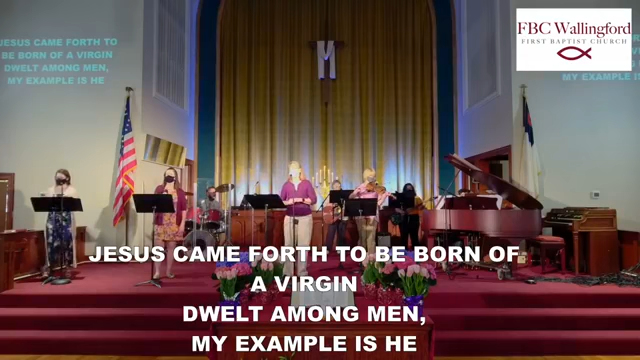 FBC Wallingford
FIRST BAPTIST CHURCH
JESUS CAME FORTH TO
BE BORN OF A VIRGIN
DWELT AMONG MEN,
MY EXAMPLE IS HE
MY EXAMPLE IS
JESUS CAME FORTH TO BE BORN OF
A VIRGIN
DWELT AMONG MEN,
MY EXAMPLE IS HE